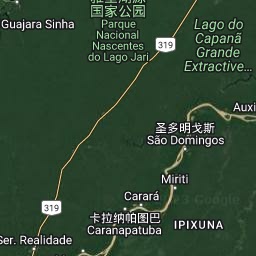 国家公园
Guajara Sinha
Parque
Nacional
Nascentes
do Lago Jari
319
Lago do
Capanã
Grande
Extractive...
Auxi
圣多明戈斯
São Domingos
Miriti
Carará
319
卡拉纳帕图巴
Caranapatuba
IPIXUNA
Ser. Realidade
Google